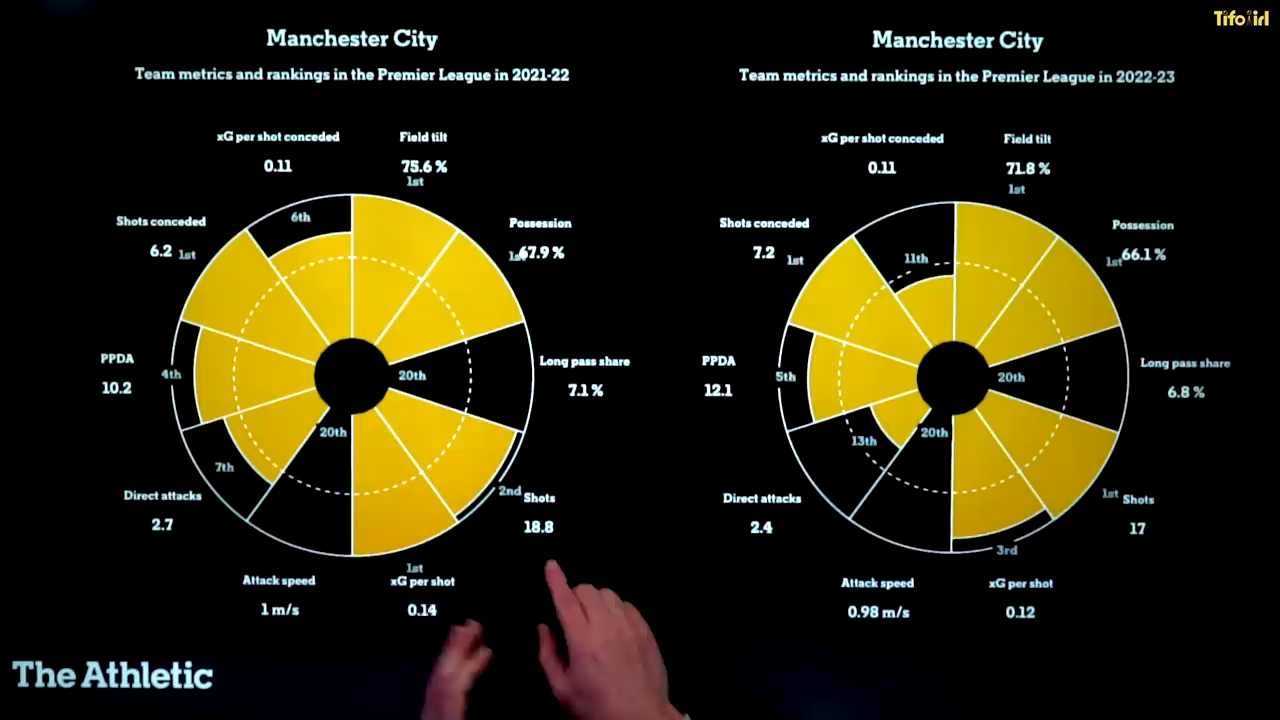 Tifo irl
Manchester City
Team metrics and rankings in the Premier League in 2021-22
xG per shot conceded
0.11
Field tilt
75.6 %
1st
6th
Shots conceded
6.2
1st
Possession
67.9 %
1st
PPDA
10.2
4th
Long pass share
7.1 %
20th
20th
7th
Direct attacks
2.7
2nd
Shots
18.8
Attack speed
1 m/s
1st
xG per shot
0.14
Manchester City
Team metrics and rankings in the Premier League in 2022-23
xG per shot conceded
0.11
Field tilt
71.8 %
1st
11th
Shots conceded
7.2
1st
Possession
66.1 %
1st
PPDA
12.1
5th
Long pass share
6.8 %
20th
20th
13th
Direct attacks
2.4
1st
Shots
17
3rd
Attack speed
0.98 m/s
xG per shot
0.12
The Athletic